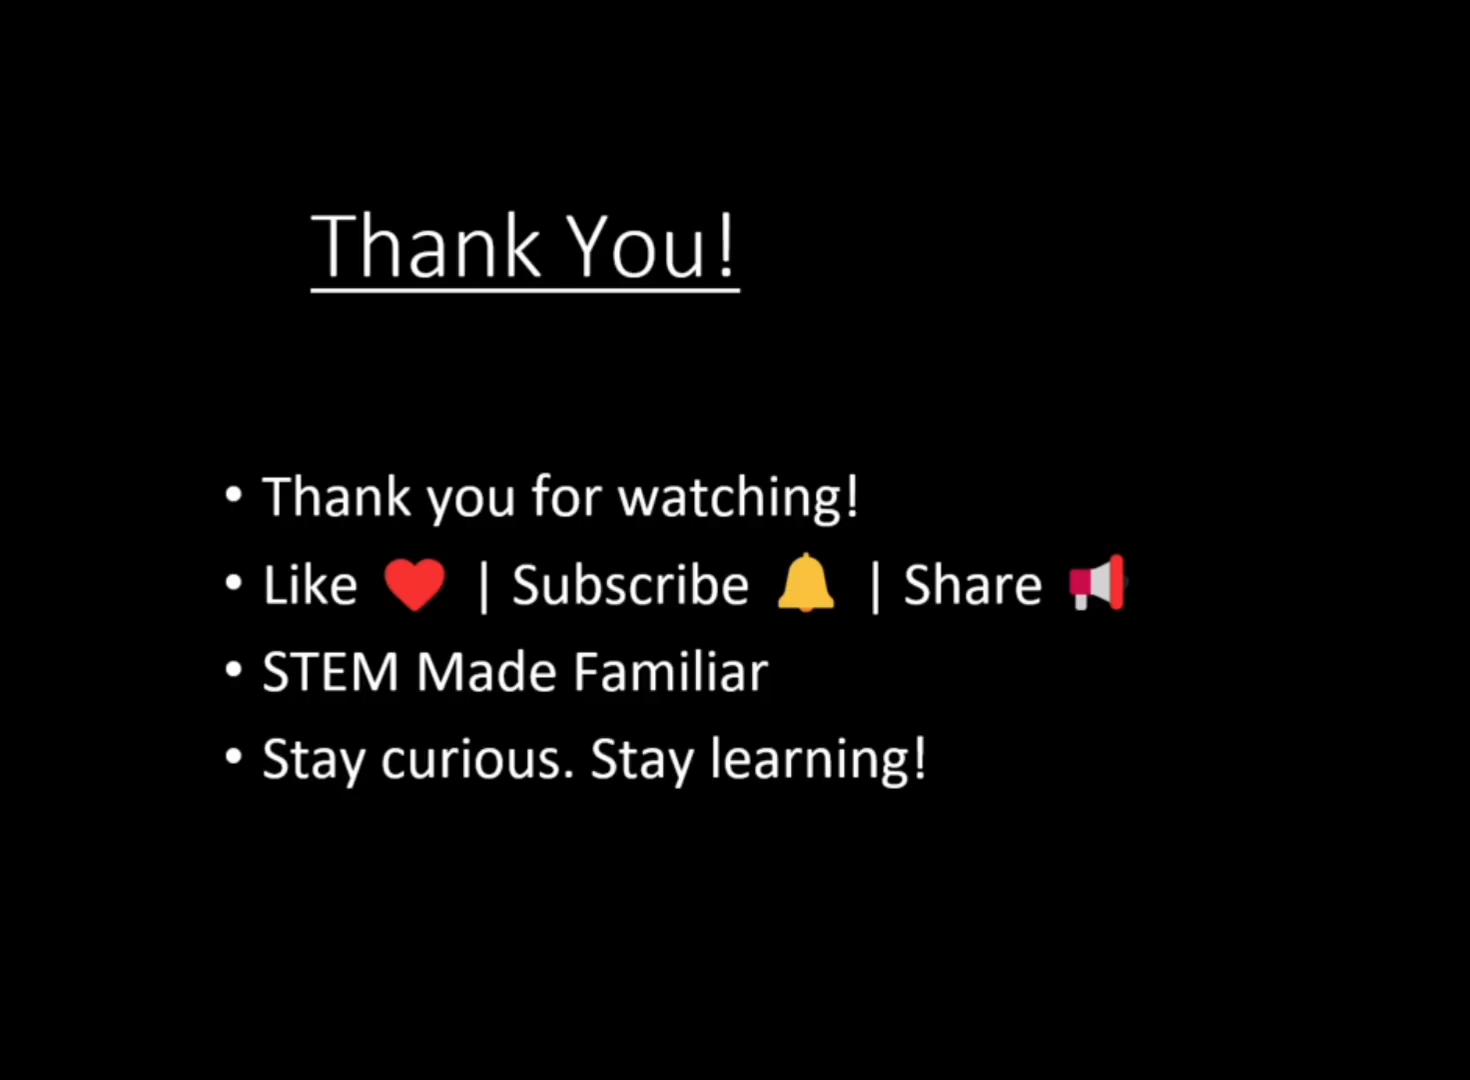 Thank You!
• Thank you for watching!
• Like ❤️ | Subscribe 🔔 | Share 📢
• STEM Made Familiar
• Stay curious. Stay learning!